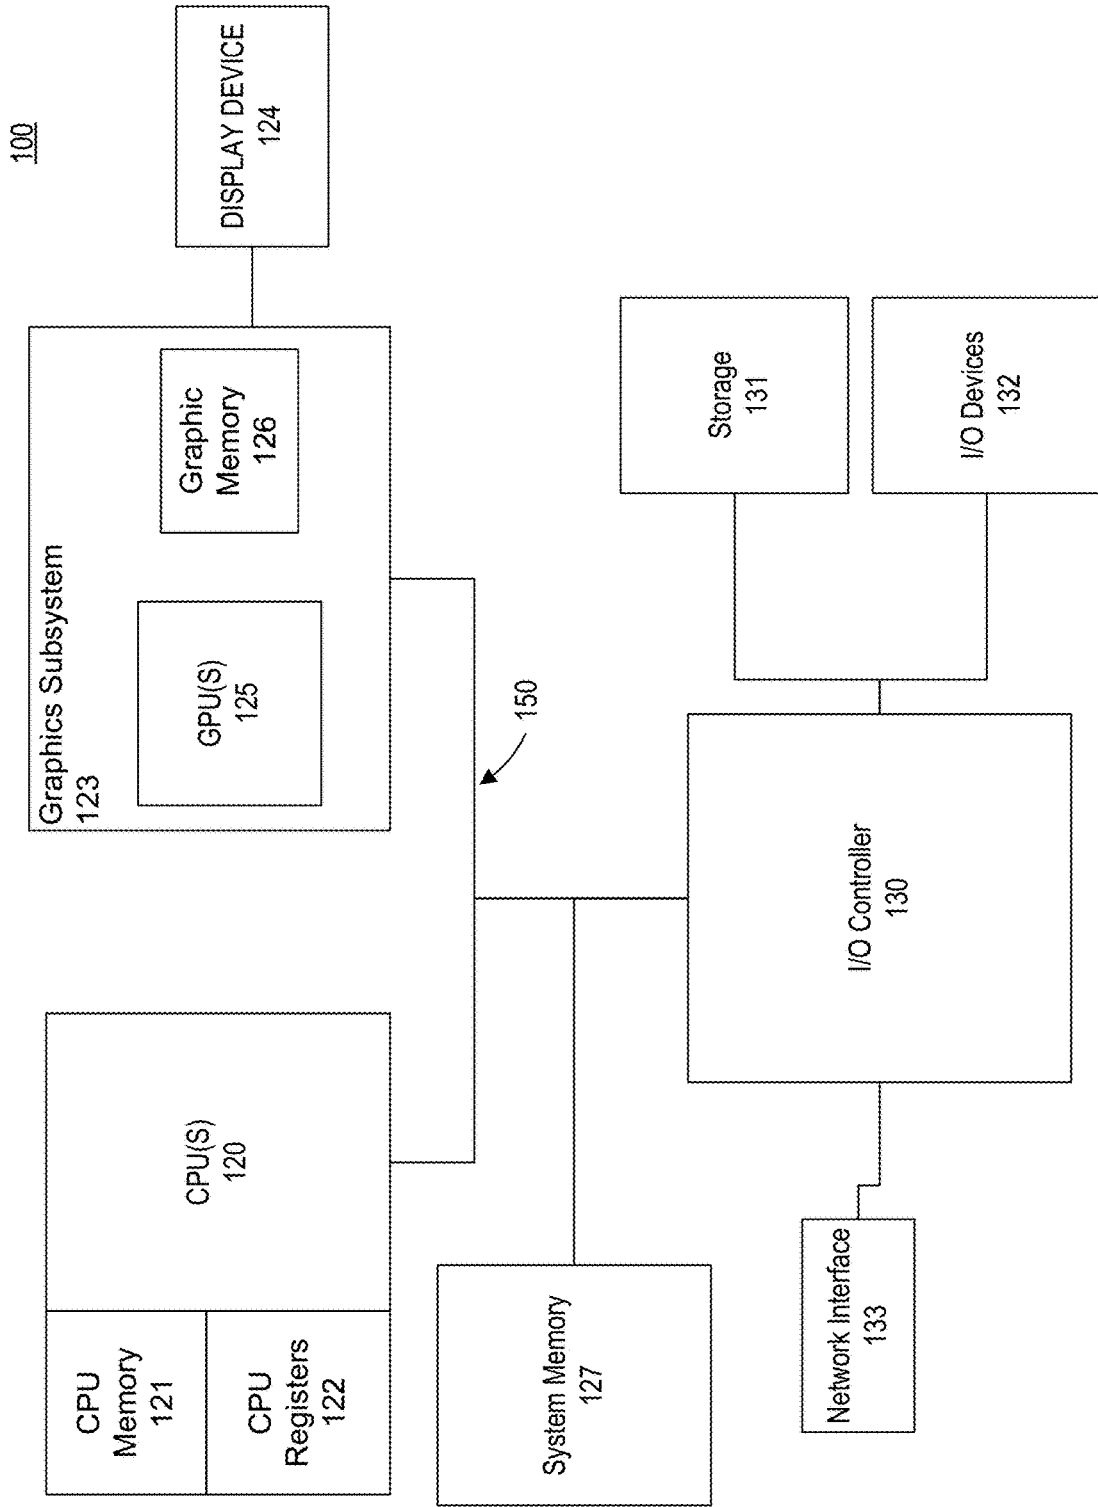 100
CPU
Memory
121
CPU
Registers
122
CPU(S)
120
Graphics Subsystem
123
GPU(S)
125
Graphic
Memory
126
DISPLAY DEVICE
124
150
System Memory
127
I/O Controller
130
Storage
131
I/O Devices
132
Network Interface
133